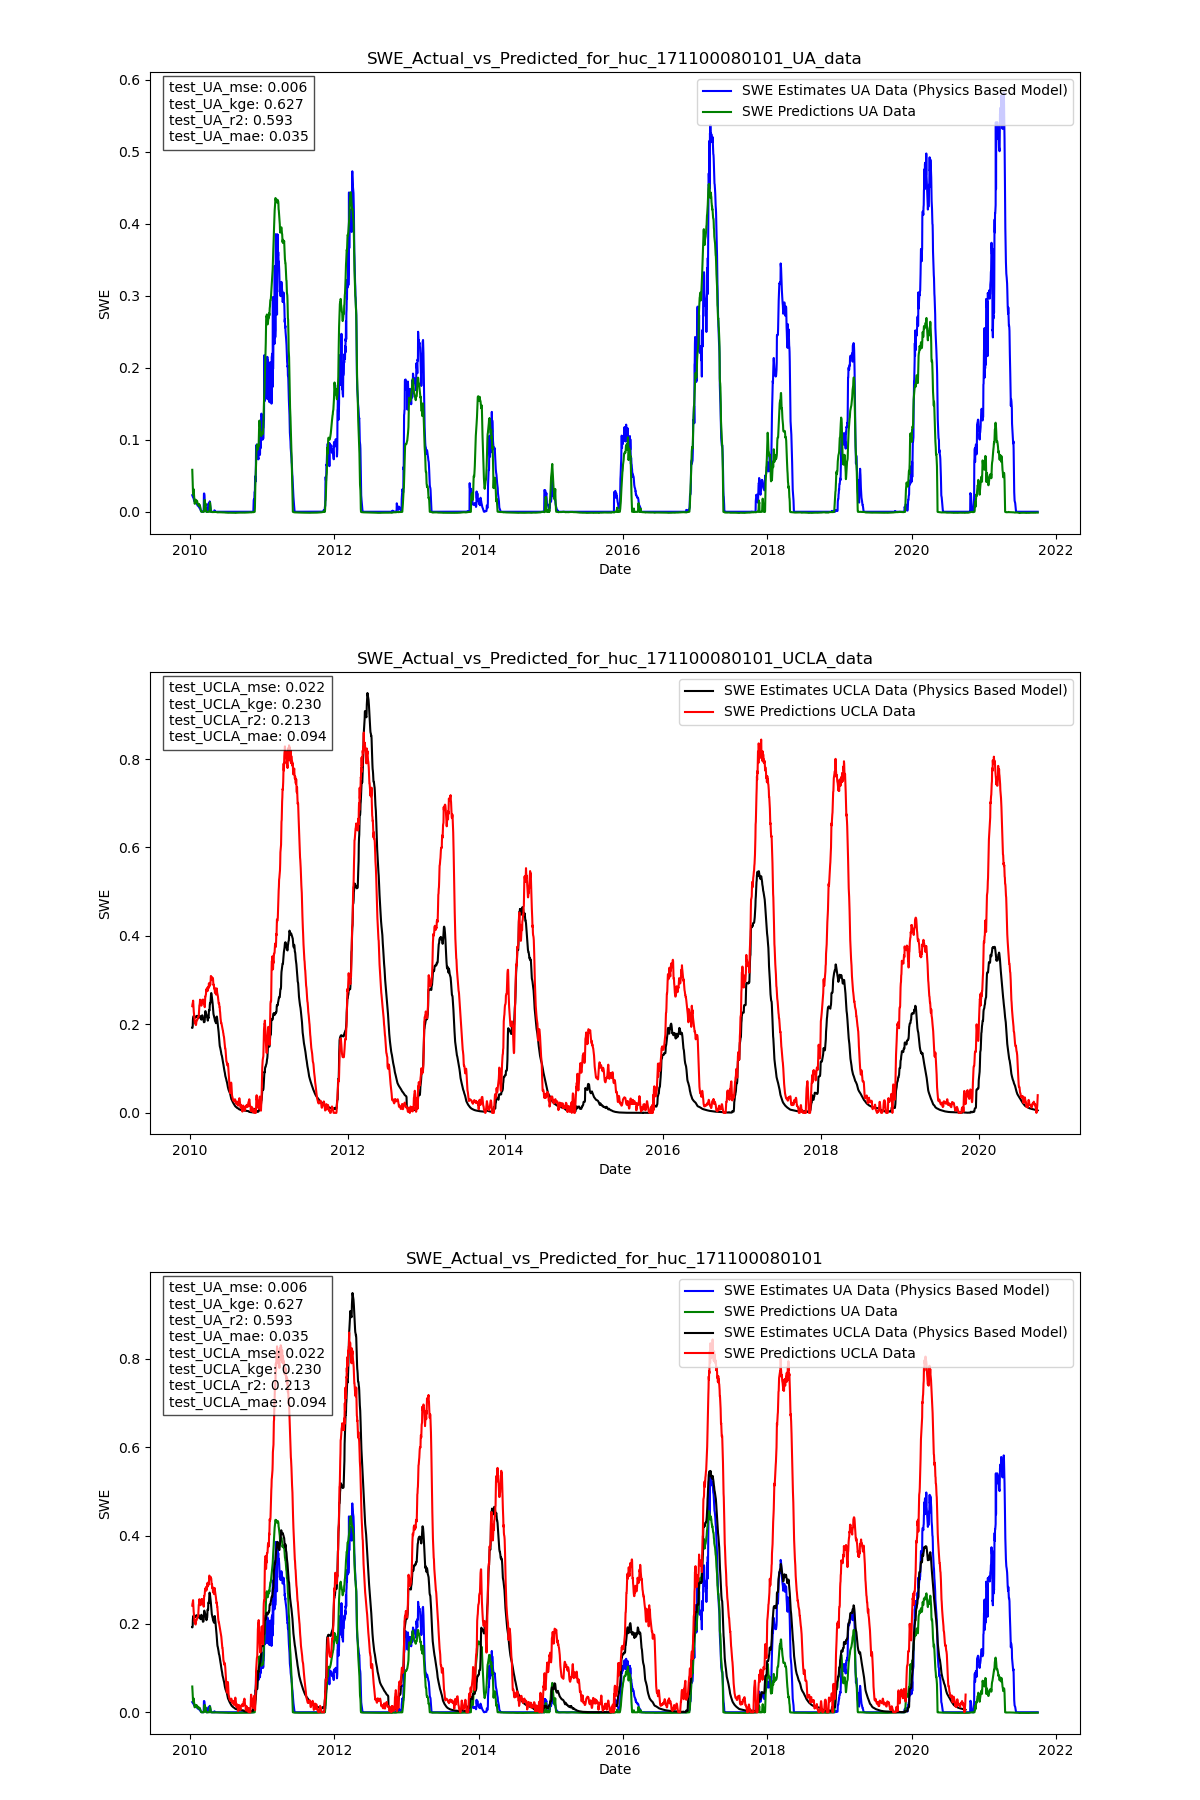 SWE_Actual_vs_Predicted_for_huc_171100080101_UA_data
test_UA_mse: 0.006
test_UA_kge: 0.627
test_UA_r2: 0.593
test_UA_mae: 0.035
SWE Estimates UA Data (Physics Based Model)
SWE Predictions UA Data
0.6
0.5
0.4
0.3
0.2
0.1
0.0
SWE
2010 2012 2014 2016 2018 2020 2022
Date
SWE_Actual_vs_Predicted_for_huc_171100080101_UCLA_data
test_UCLA_mse: 0.022
test_UCLA_kge: 0.230
test_UCLA_r2: 0.213
test_UCLA_mae: 0.094
SWE Estimates UCLA Data (Physics Based Model)
SWE Predictions UCLA Data
0.8
0.6
0.4
0.2
0.0
SWE
2010 2012 2014 2016 2018 2020
Date
SWE_Actual_vs_Predicted_for_huc_171100080101
test_UA_mse: 0.006
test_UA_kge: 0.627
test_UA_r2: 0.593
test_UA_mae: 0.035
test_UCLA_mse: 0.022
test_UCLA_kge: 0.230
test_UCLA_r2: 0.213
test_UCLA_mae: 0.094
SWE Estimates UA Data (Physics Based Model)
SWE Predictions UA Data
SWE Estimates UCLA Data (Physics Based Model)
SWE Predictions UCLA Data
0.8
0.6
0.4
0.2
0.0
SWE
2010 2012 2014 2016 2018 2020 2022
Date